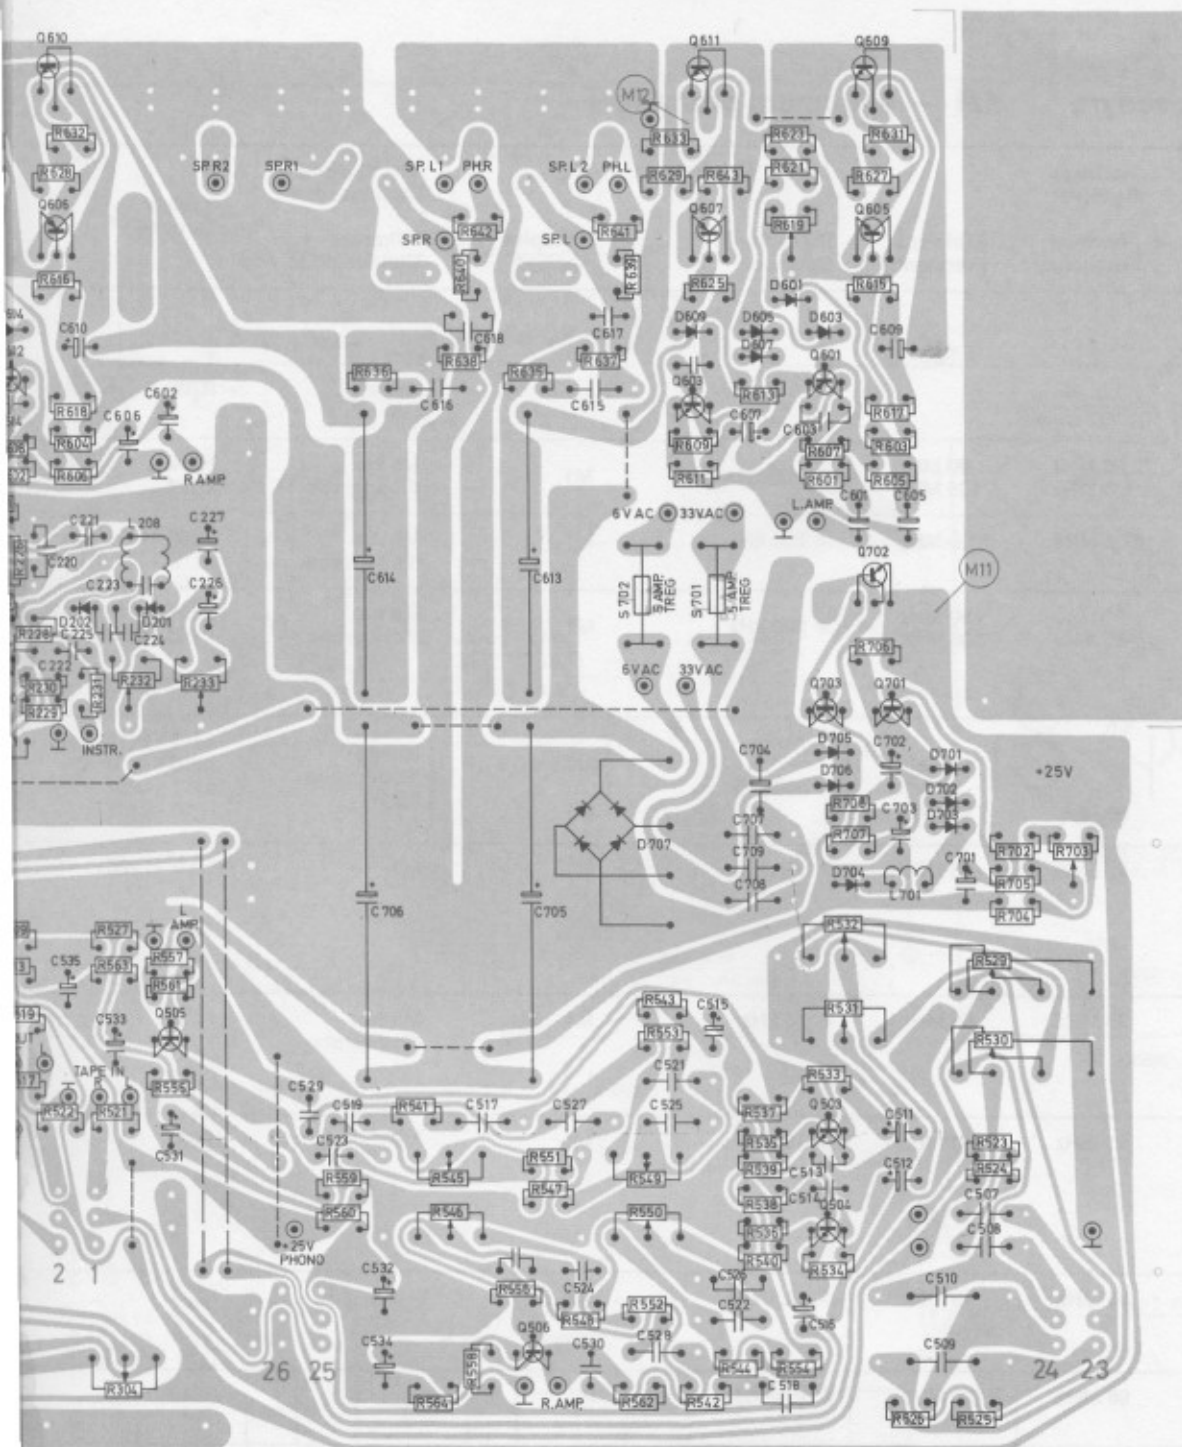 Q610
Q611
Q609
M12
R632
R633
R623
R631
SP.R2
SP.R1
SP.L1
PH.R
SP.L2
PH.L
R628
R629
R643
R621
R627
Q606
Q607
Q605
R642
R641
R619
SP.R
SP.L
R640
R639
R616
R625
D601
R615
C610
C618
C617
D609
D605
D603
C609
D607
R638
R637
Q601
R636
R635
Q603
R613
C602
C616
C615
R618
C606
C607
C603
R617
R604
R609
R607
R603
R606
R611
R601
R605
R.AMP
C601
C605
L.AMP.
6VAC
33VAC
C221
L208
C227
C220
C223
C226
C614
C613
S702
5 AMP.
TREG
S701
5 AMP
TREG
Q702
M11
D202
D201
R228
C225
C224
R706
C222
6VAC
33VAC
R230
R231
R232
R233
Q703
Q701
R229
INSTR.
D705
C702
D701
C704
+25V
D706
D702
R708
C703
D703
C707
D707
R707
R702
R703
C709
C701
C708
D704
L701
R705
C706
C705
R704
L
AMP.
R527
R532
R557
R563
R529
C535
R561
R543
C515
R531
Q505
C533
R553
R530
TAPE IN
R
L
R555
C521
R533
C529
R522
R521
C519
R541
C517
C527
C525
R537
Q503
C511
C531
C523
R535
R523
R551
R539
C513
C512
R524
R559
R545
R549
R547
R538
C514
C507
R560
R546
R550
R536
Q504
C508
+25V
PHONO
R540
R534
2
1
C532
C526
C510
R556
C524
R552
C522
R548
Q506
C528
C534
C530
R544
R554
C509
26
25
24
23
R304
R558
R564
R.AMP
R562
R542
C518
R526
R525